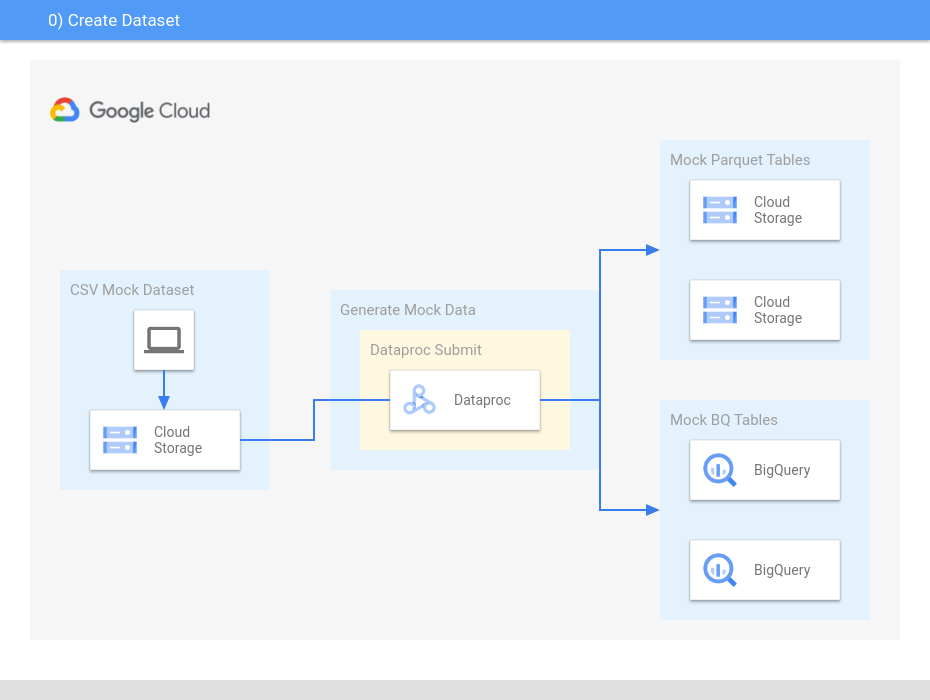 0) Create Dataset
Google Cloud
CSV Mock Dataset
Cloud
Storage
Generate Mock Data
Dataproc Submit
Dataproc
Mock Parquet Tables
Cloud
Storage
Cloud
Storage
Mock BQ Tables
BigQuery
BigQuery